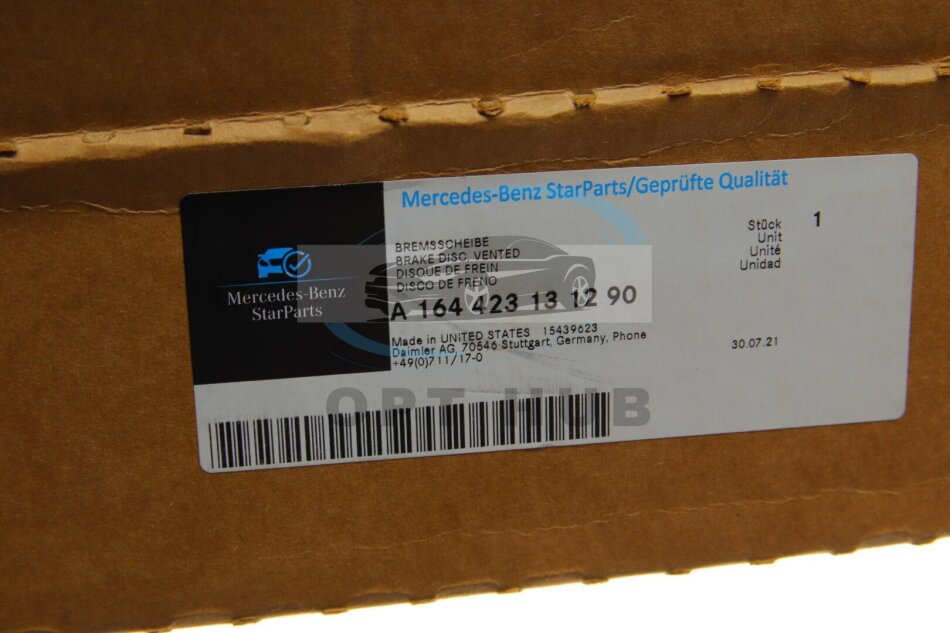 Mercedes-Benz StarParts/Geprüfte Qualität
Mercedes-Benz
StarParts
BREMSSCHEIBE
BRAKE DISC, VENTED
DISQUE DE FREIN
DISCO DE FRENO
A 164 423 13 12 90
Made in UNITED STATES 15439623
Daimler AG, 70546 Stuttgart, Germany, Phone
+49(0)711/17-0
Stück 1
Unit
Unité
Unidad
30.07.21
OPT HUB